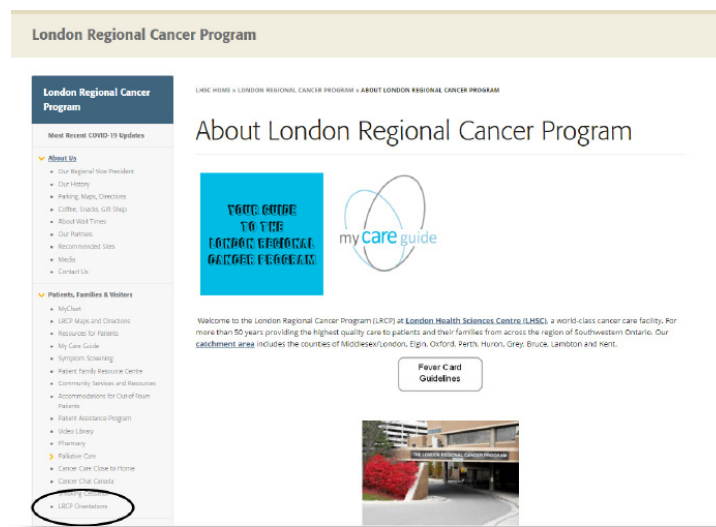 London Regional Cancer Program
London Regional Cancer
Program
Most Recent COVID-19 Updates
About Us
Our Regional Vice President
Our History
Parking, Maps, Directions
Coffee, Snacks, Gift Shop
About Wait Times
Our Partners
Recommended Sites
Media
Contact Us
Patients, Families & Visitors
MyChart
LRCP Maps and Directions
Resources for Patients
My Care Guide
Symptom Screening
Patient Family Resource Centre
Community Services and Resources
Accommodations for Out-of-Town
Patients
Patient Assistance Program
Video Library
Pharmacy
Palliative Care
Cancer Care Close to Home
Cancer Chat Canada
Smoking Cessation
LRCP Orientations
LHSC HOME » LONDON REGIONAL CANCER PROGRAM » ABOUT LONDON REGIONAL CANCER PROGRAM
About London Regional Cancer Program
YOUR GUIDE
TO THE
LONDON REGIONAL
CANCER PROGRAM
my care guide
Welcome to the London Regional Cancer Program (LRCP) at London Health Sciences Centre (LHSC), a world-class cancer care facility. For
more than 50 years providing the highest quality care to patients and their families from across the region of Southwestern Ontario. Our
catchment area includes the counties of Middlesex/London, Elgin, Oxford, Perth, Huron, Grey, Bruce, Lambton and Kent.
Fever Card
Guidelines
THE LONDON REGIONAL CANCER PROGRAM